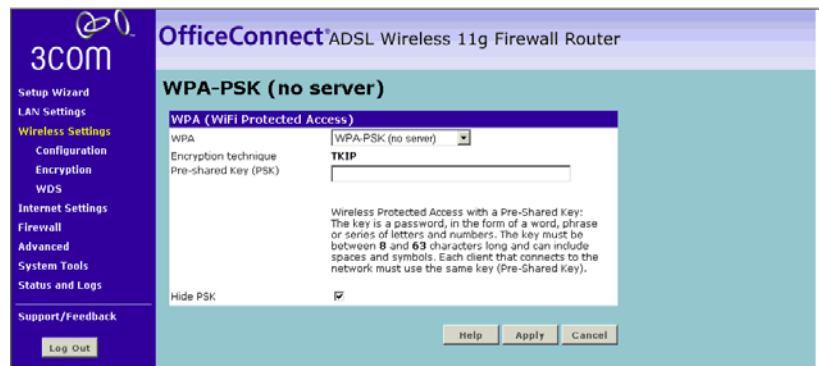 3COM
OfficeConnect ADSL Wireless 11g Firewall Router
Setup Wizard
LAN Settings
Wireless Settings
Configuration
Encryption
WDS
Internet Settings
Firewall
Advanced
System Tools
Status and Logs
Support/Feedback
Log Out
WPA-PSK (no server)
WPA (WiFi Protected Access)
WPA
WPA-PSK (no server)
Encryption technique
TKIP
Pre-shared Key (PSK)
Wireless Protected Access with a Pre-Shared Key:
The key is a password, in the form of a word, phrase
or series of letters and numbers. The key must be
between 8 and 63 characters long and can include
spaces and symbols. Each client that connects to the
network must use the same key (Pre-Shared Key).
Hide PSK
Help
Apply
Cancel